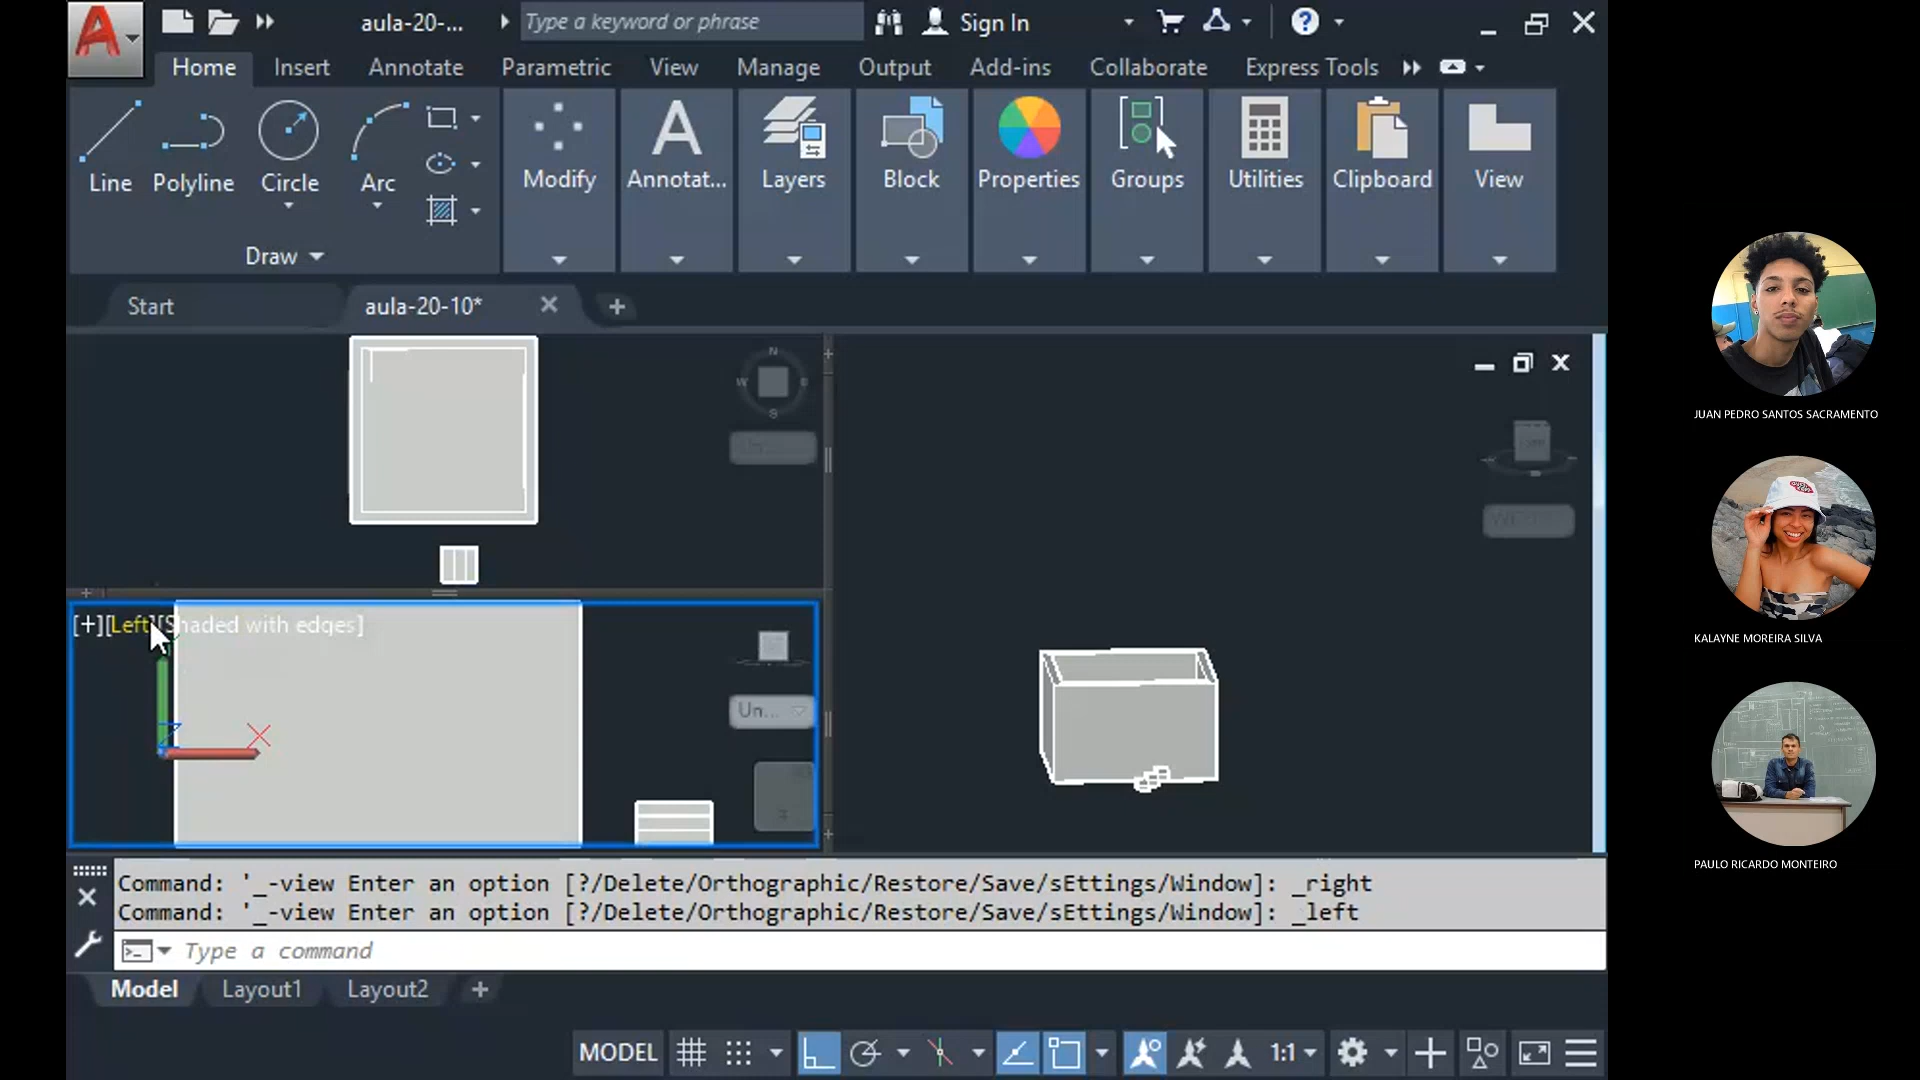 aula-20-...
Type a keyword or phrase
Sign In
Home
Insert
Annotate
Parametric
View
Manage
Output
Add-ins
Collaborate
Express Tools
Line
Polyline
Circle
Arc
Draw
Modify
Annotat...
Layers
Block
Properties
Groups
Utilities
Clipboard
View
Start
aula-20-10*
N
W
S
[+][Left][Shaded with edges]
Un...
Command: '_-view Enter an option [?/Delete/Orthographic/Restore/Save/sEttings/Window]: _right
Command: '_-view Enter an option [?/Delete/Orthographic/Restore/Save/sEttings/Window]: _left
Type a command
Model
Layout1
Layout2
MODEL
1:1
JUAN PEDRO SANTOS SACRAMENTO
KALAYNE MOREIRA SILVA
PAULO RICARDO MONTEIRO